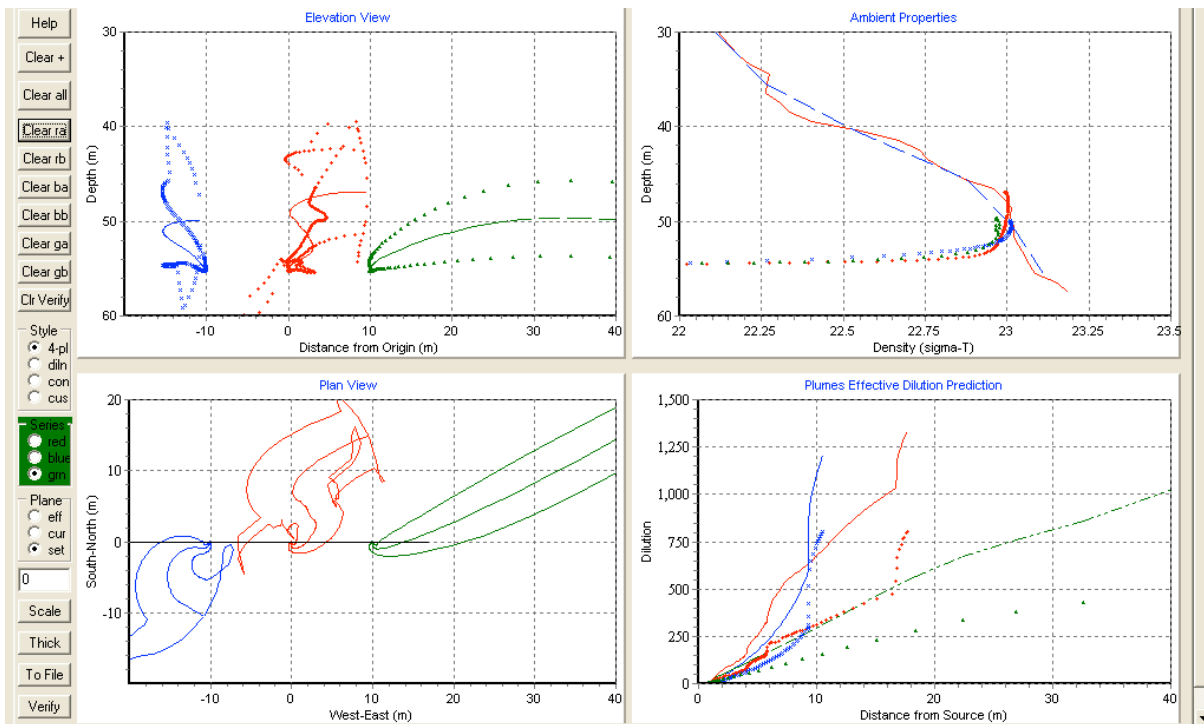 Help
Clear +
Clear all
Clear ra
Clear rb
Clear ba
Clear bb
Clear ga
Clear gb
Clr Verify
Style
4-pl
diln
con
cus
Series
red
blue
grn
Plane
eff
cur
set
0
Scale
Thick
To File
Verify
Elevation View
30
40
50
60
Depth (m)
-10 0 10 20 30 40
Distance from Origin (m)
Ambient Properties
30
40
50
60
Depth (m)
22 22.25 22.5 22.75 23 23.25 23.5
Density (sigma-T)
Plan View
20
10
0
-10
South-North (m)
-10 0 10 20 30 40
West-East (m)
Plumes Effective Dilution Prediction
1,500
1,250
1,000
750
500
250
0
Dilution
0 10 20 30 40
Distance from Source (m)